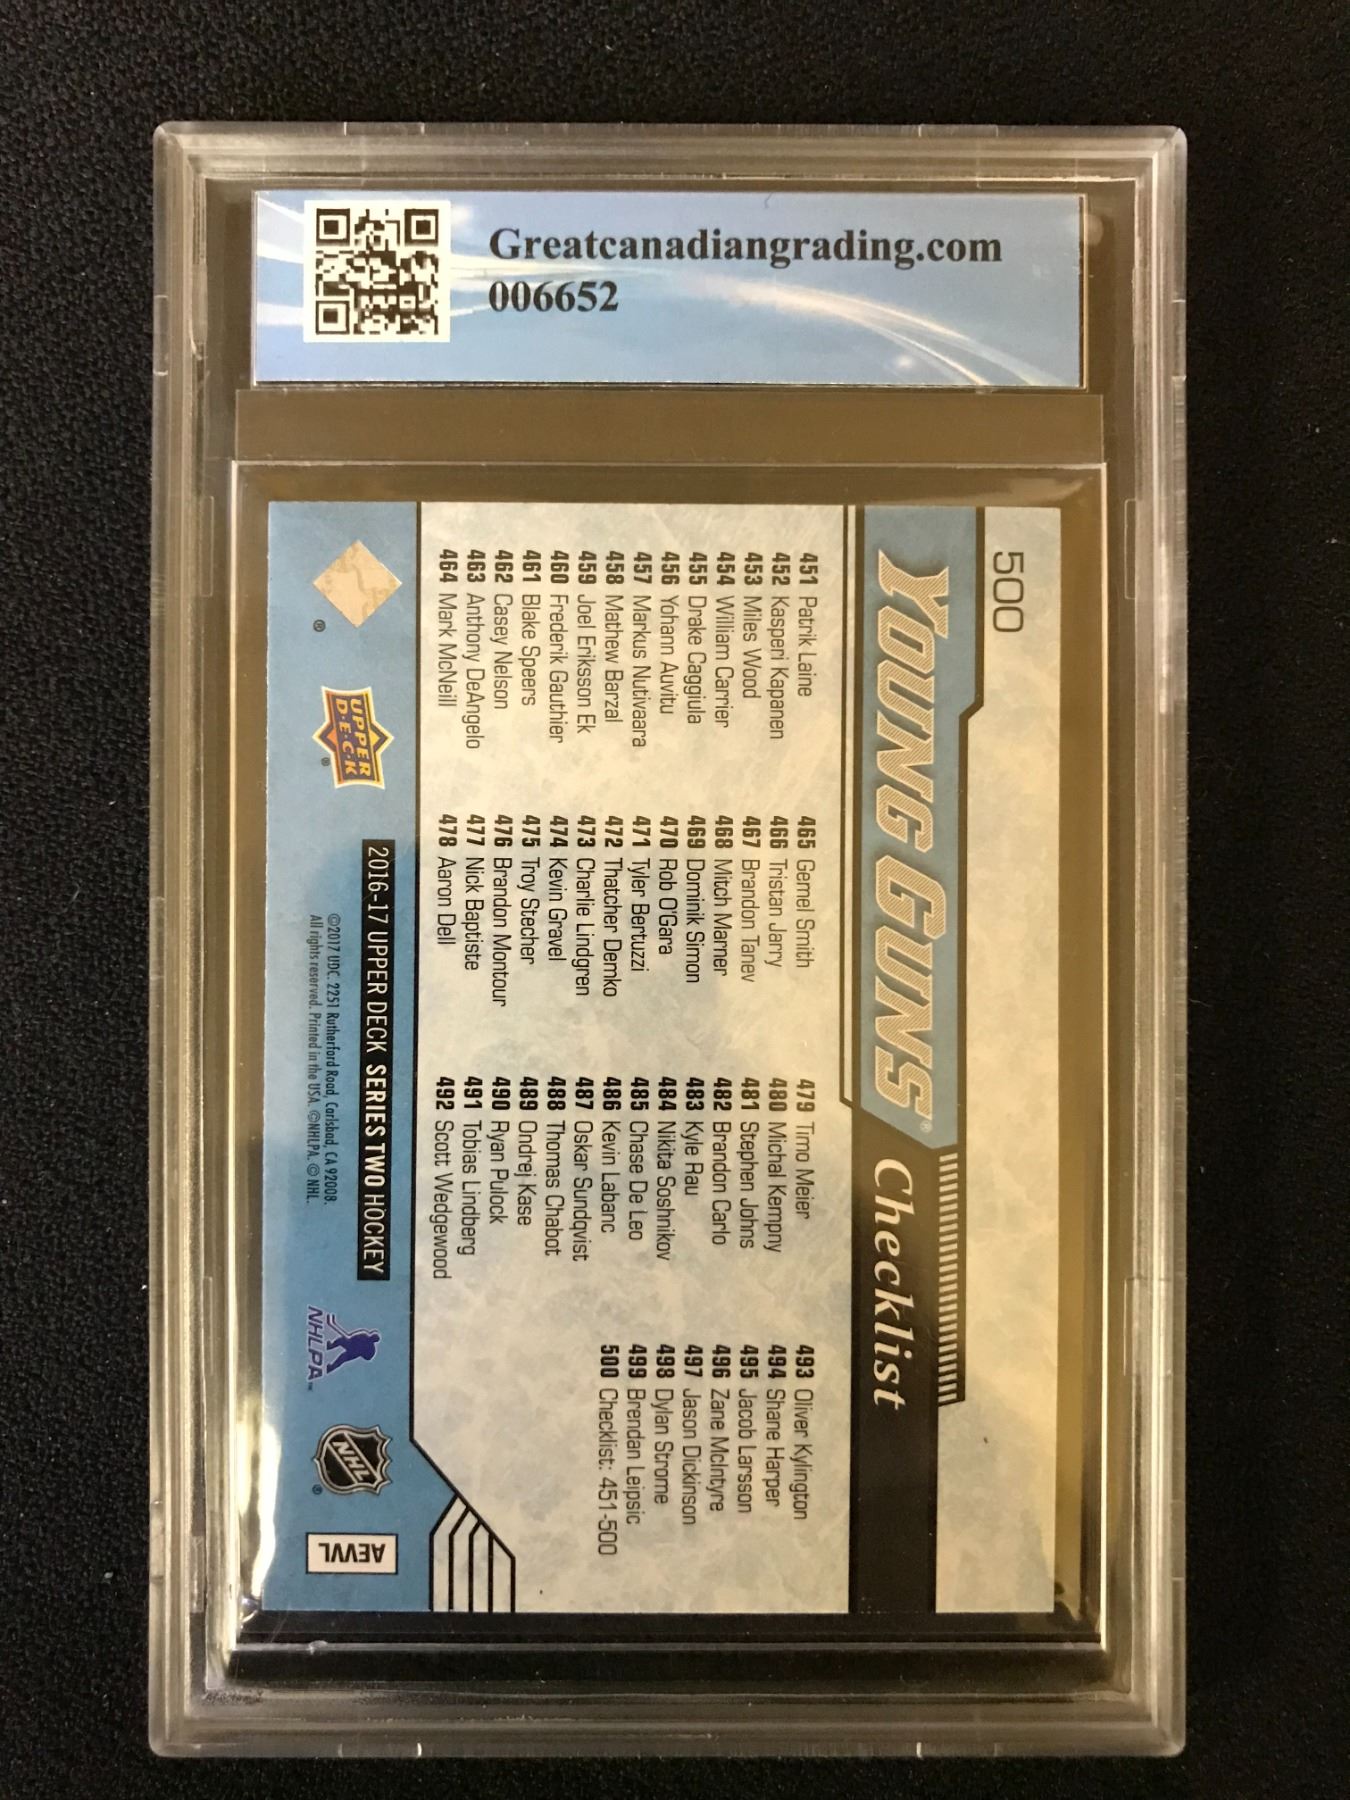 Greatcanadiangrading.com
006652
500
YOUNG GUNS® Checklist
451 Patrik Laine
452 Kasperi Kapanen
453 Miles Wood
454 William Carrier
455 Drake Caggiula
456 Yohann Auvitu
457 Markus Nutivaara
458 Mathew Barzal
459 Joel Eriksson Ek
460 Frederik Gauthier
461 Blake Speers
462 Casey Nelson
463 Anthony DeAngelo
464 Mark McNeill
465 Gemel Smith
466 Tristan Jarry
467 Brandon Tanev
468 Mitch Marner
469 Dominik Simon
470 Rob O'Gara
471 Tyler Bertuzzi
472 Thatcher Demko
473 Charlie Lindgren
474 Kevin Gravel
475 Troy Stecher
476 Brandon Montour
477 Nick Baptiste
478 Aaron Dell
479 Timo Meier
480 Michal Kempny
481 Stephen Johns
482 Brandon Carlo
483 Kyle Rau
484 Nikita Soshnikov
485 Chase De Leo
486 Kevin Labanc
487 Oskar Sundqvist
488 Thomas Chabot
489 Ondrej Kase
490 Ryan Pulock
491 Tobias Lindberg
492 Scott Wedgewood
493 Oliver Kylington
494 Shane Harper
495 Jacob Larsson
496 Zane McIntyre
497 Jason Dickinson
498 Dylan Strome
499 Brendan Leipsic
500 Checklist: 451-500
®
UPPER
D·E·C·K
®
2016-17 UPPER DECK SERIES TWO HOCKEY
©2017 UDC. 2251 Rutherford Road, Carlsbad, CA 92008.
All rights reserved. Printed in the USA. ©NHLPA. © NHL.
NHLPA™
NHL
®
AEVVL